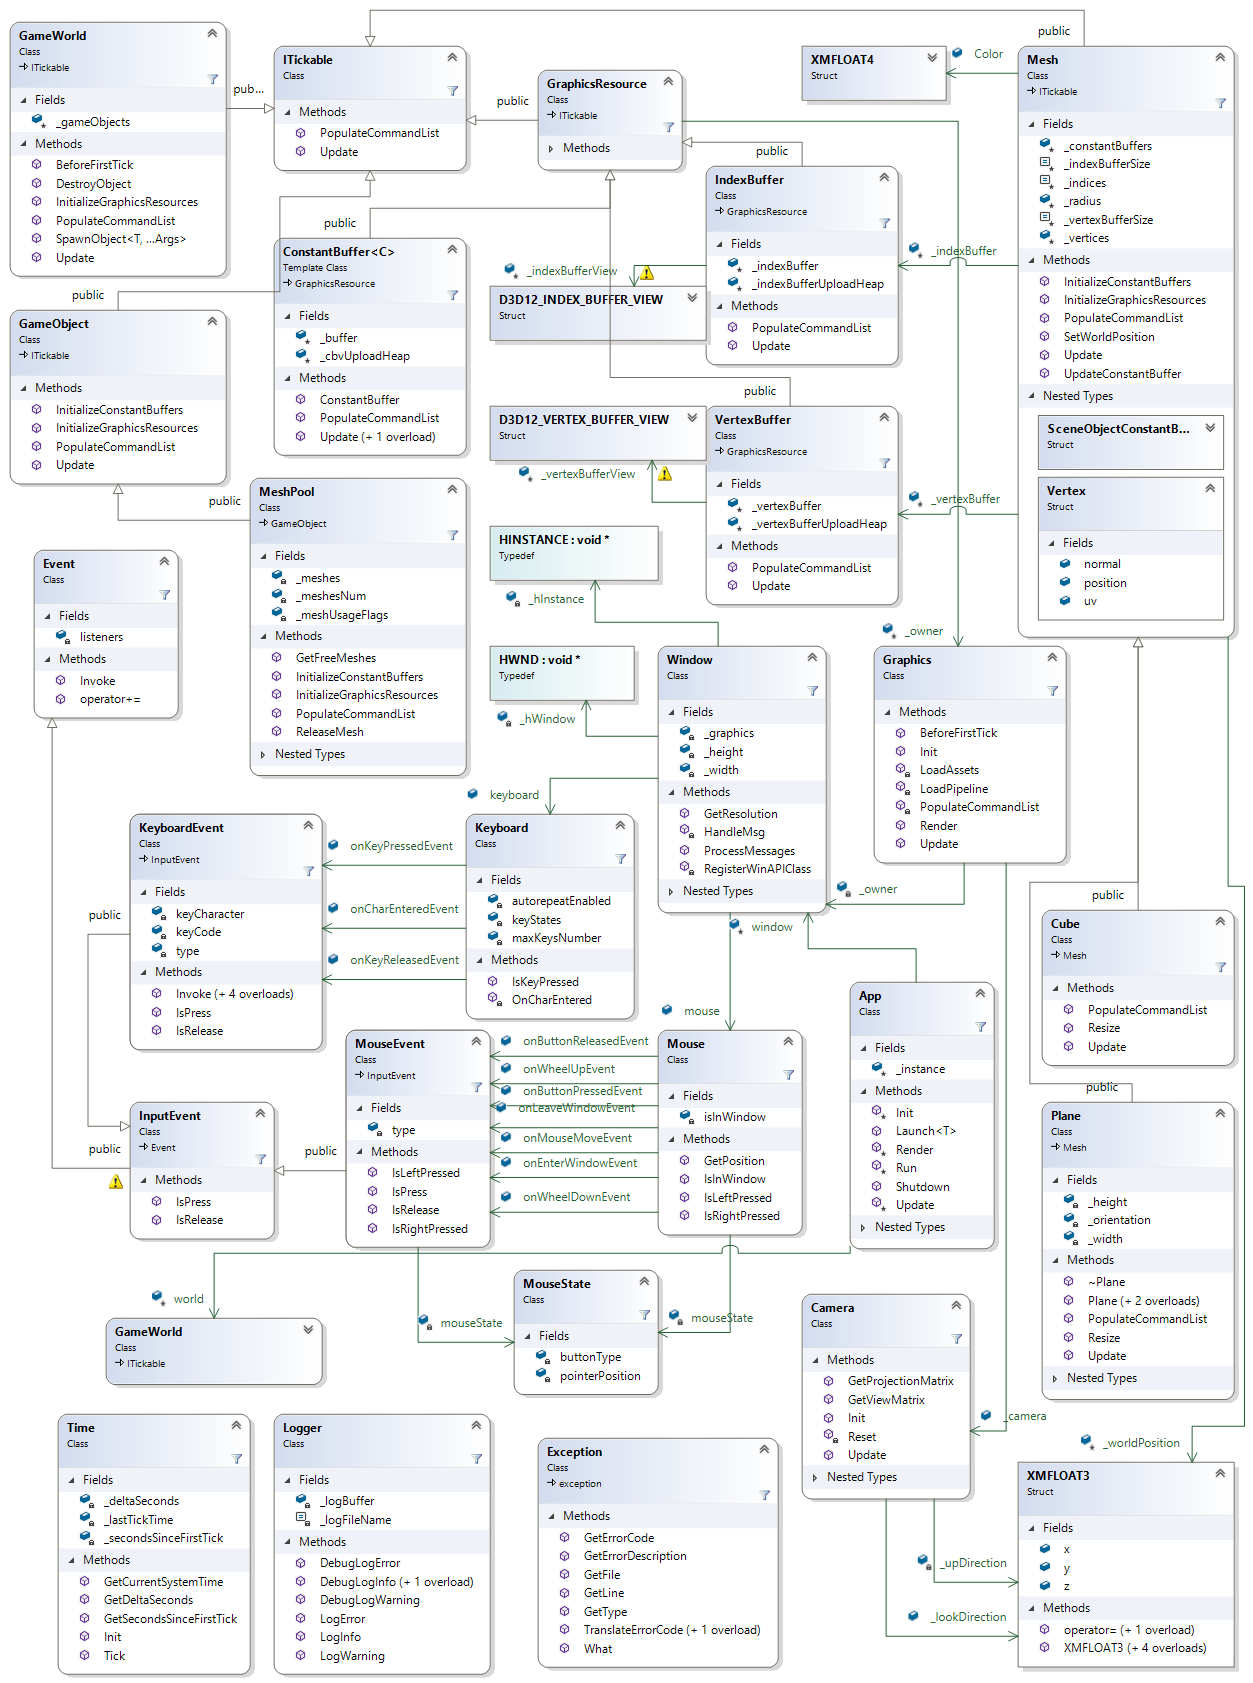 GameWorld
Class
ITickable
Fields
_gameObjects
Methods
BeforeFirstTick
DestroyObject
InitializeGraphicsResources
PopulateCommandList
SpawnObject<T, ...Args>
Update
pub...
ITickable
Class
Methods
PopulateCommandList
Update
public
GraphicsResource
Class
ITickable
Methods
public
XMFLOAT4
Struct
Color
public
Mesh
Class
ITickable
Fields
_constantBuffers
_indexBufferSize
_indices
_radius
_vertexBufferSize
_vertices
Methods
InitializeConstantBuffers
InitializeGraphicsResources
PopulateCommandList
SetWorldPosition
Update
UpdateConstantBuffer
Nested Types
SceneObjectConstantB...
Struct
Vertex
Struct
Fields
normal
position
uv
IndexBuffer
Class
GraphicsResource
Fields
_indexBuffer
_indexBufferUploadHeap
Methods
PopulateCommandList
Update
_indexBuffer
_indexBufferView
D3D12_INDEX_BUFFER_VIEW
Struct
public
ConstantBuffer<C>
Template Class
GraphicsResource
Fields
_buffer
_cbvUploadHeap
Methods
ConstantBuffer
PopulateCommandList
Update (+ 1 overload)
public
GameObject
Class
ITickable
Methods
InitializeConstantBuffers
InitializeGraphicsResources
PopulateCommandList
Update
public
public
D3D12_VERTEX_BUFFER_VIEW
Struct
_vertexBufferView
VertexBuffer
Class
GraphicsResource
Fields
_vertexBuffer
_vertexBufferUploadHeap
Methods
PopulateCommandList
Update
_vertexBuffer
MeshPool
Class
GameObject
Fields
_meshes
_meshesNum
_meshUsageFlags
Methods
GetFreeMeshes
InitializeConstantBuffers
InitializeGraphicsResources
PopulateCommandList
ReleaseMesh
Nested Types
Event
Class
Fields
listeners
Methods
Invoke
operator+=
HINSTANCE : void *
Typedef
_hInstance
HWND : void *
Typedef
_hWindow
Window
Class
Fields
_graphics
_height
_width
Methods
GetResolution
HandleMsg
ProcessMessages
RegisterWinAPIClass
Nested Types
_owner
Graphics
Class
Methods
BeforeFirstTick
Init
LoadAssets
LoadPipeline
PopulateCommandList
Render
Update
_owner
window
keyboard
KeyboardEvent
Class
InputEvent
Fields
keyCharacter
keyCode
type
Methods
Invoke (+ 4 overloads)
IsPress
IsRelease
public
onKeyPressedEvent
onCharEnteredEvent
onKeyReleasedEvent
Keyboard
Class
Fields
autorepeatEnabled
keyStates
maxKeysNumber
Methods
IsKeyPressed
OnCharEntered
public
Cube
Class
Mesh
Methods
PopulateCommandList
Resize
Update
mouse
App
Class
Fields
_instance
Methods
Init
Launch<T>
Render
Run
Shutdown
Update
Nested Types
MouseEvent
Class
InputEvent
Fields
type
Methods
IsLeftPressed
IsPress
IsRelease
IsRightPressed
onButtonReleasedEvent
onWheelUpEvent
onButtonPressedEvent
onLeaveWindowEvent
onMouseMoveEvent
onEnterWindowEvent
onWheelDownEvent
Mouse
Class
Fields
isInWindow
Methods
GetPosition
IsInWindow
IsLeftPressed
IsRightPressed
InputEvent
Class
Event
Methods
IsPress
IsRelease
public
public
public
Plane
Class
Mesh
Fields
_height
_orientation
_width
Methods
~Plane
Plane (+ 2 overloads)
PopulateCommandList
Resize
Update
Nested Types
world
GameWorld
Class
ITickable
mouseState
MouseState
Class
Fields
buttonType
pointerPosition
mouseState
Camera
Class
Methods
GetProjectionMatrix
GetViewMatrix
Init
Reset
Update
Nested Types
_camera
_worldPosition
XMFLOAT3
Struct
Fields
x
y
z
Methods
operator= (+ 1 overload)
XMFLOAT3 (+ 4 overloads)
_upDirection
_lookDirection
Time
Class
Fields
_deltaSeconds
_lastTickTime
_secondsSinceFirstTick
Methods
GetCurrentSystemTime
GetDeltaSeconds
GetSecondsSinceFirstTick
Init
Tick
Logger
Class
Fields
_logBuffer
_logFileName
Methods
DebugLogError
DebugLogInfo (+ 1 overload)
DebugLogWarning
LogError
LogInfo
LogWarning
Exception
Class
exception
Methods
GetErrorCode
GetErrorDescription
GetFile
GetLine
GetType
TranslateErrorCode (+ 1 overload)
What